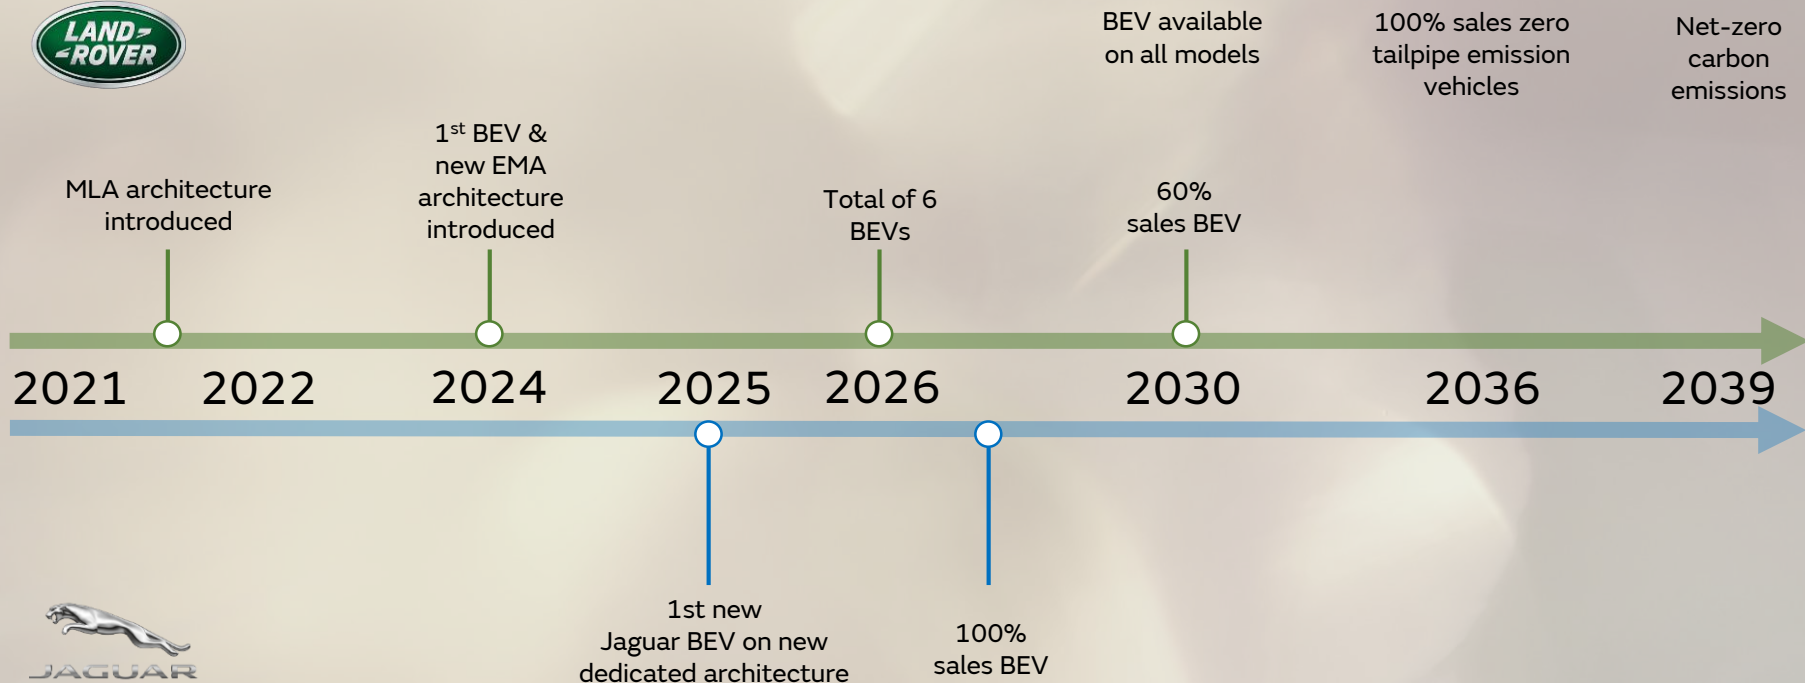 LAND-
-ROVER
BEV available
on all models
100% sales zero
tailpipe emission
vehicles
Net-zero
carbon
emissions
MLA architecture
introduced
1st BEV &
new EMA
architecture
introduced
Total of 6
BEVs
60%
sales BEV
2021
2022
2024
2025
2026
2030
2036
2039
1st new
Jaguar BEV on new
dedicated architecture
100%
sales BEV
JAGUAR